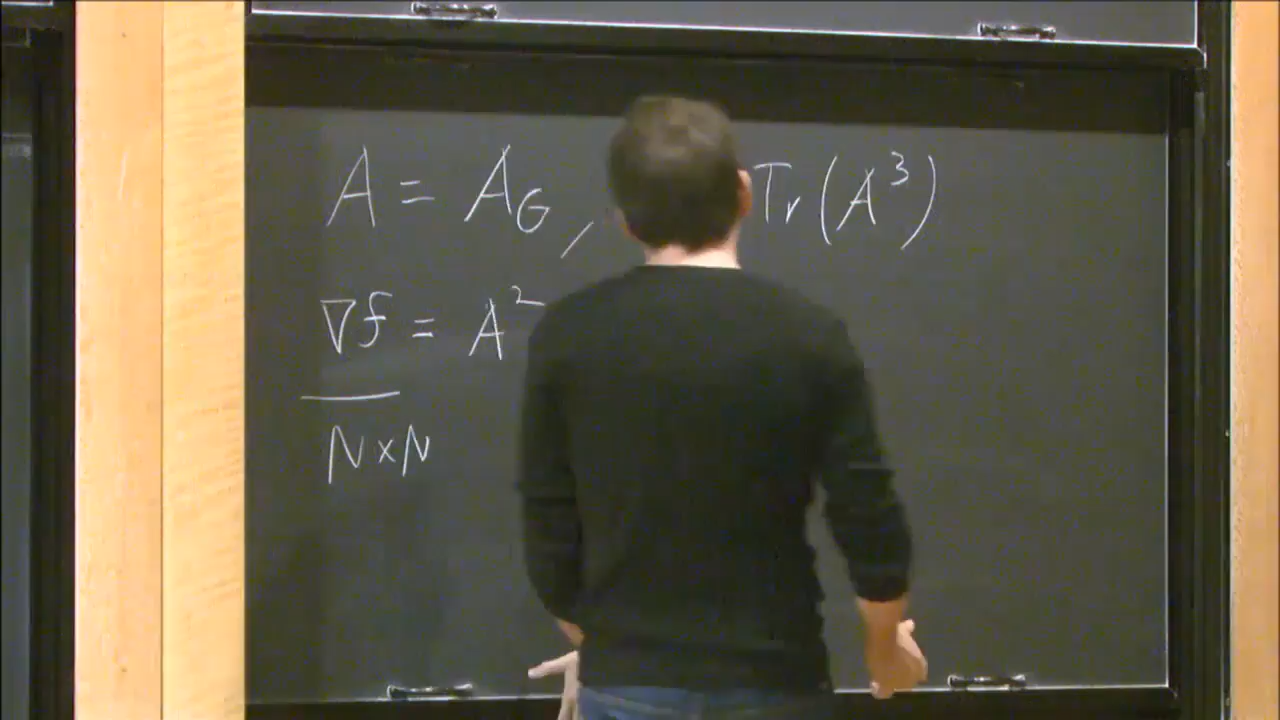 A = A_G, Tr(A³)
∇f = A²
N×N